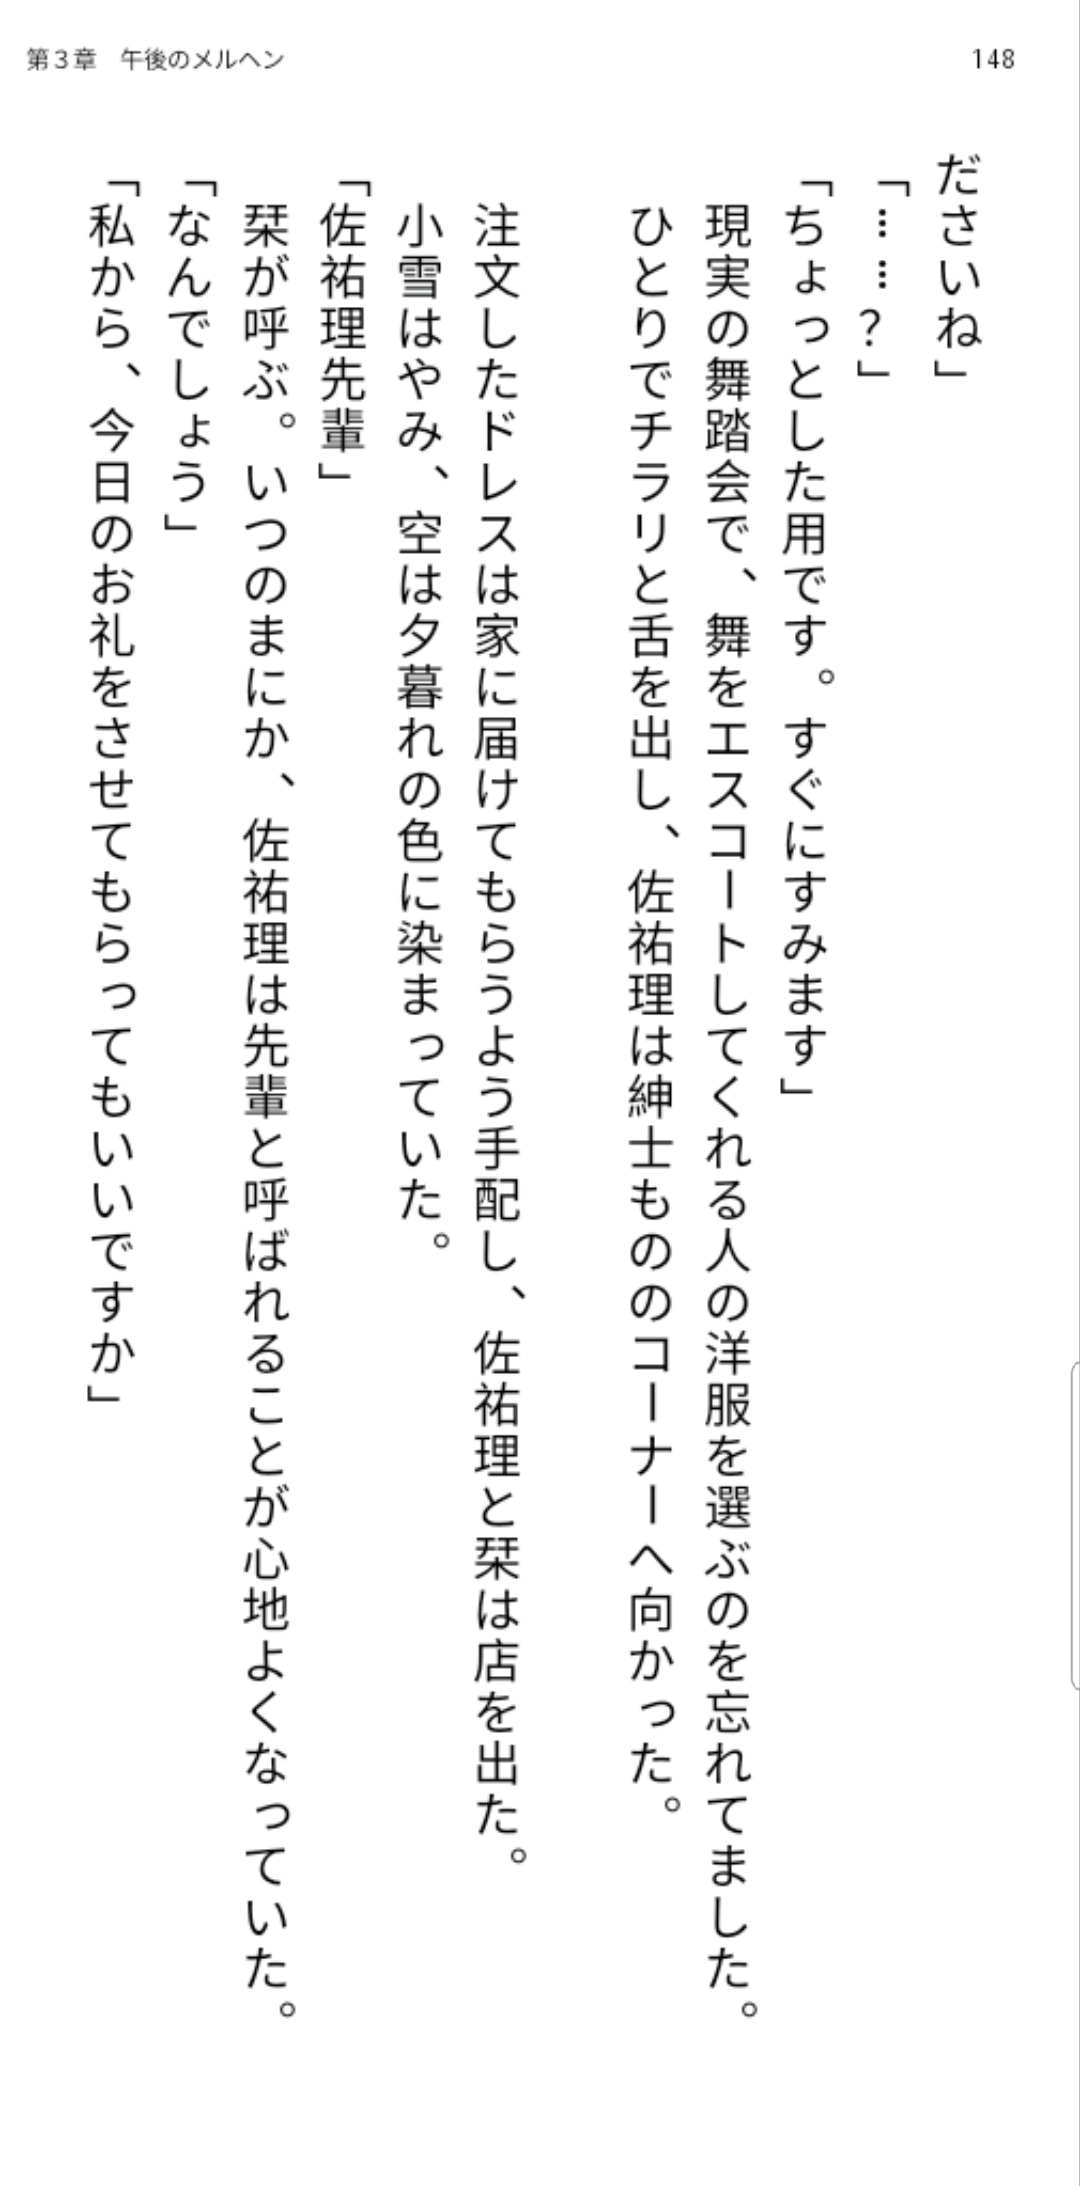 第３章　午後のメルヘン
148
ださいね」
「……？」
「ちょっとした用です。すぐにすみます」
現実の舞踏会で、舞をエスコートしてくれる人の洋服を選ぶのを忘れてました。
ひとりでチラリと舌を出し、佐祐理は紳士もののコーナーへ向かった。
注文したドレスは家に届けてもらうよう手配し、佐祐理と栞は店を出た。
小雪はやみ、空は夕暮れの色に染まっていた。
「佐祐理先輩」
栞が呼ぶ。いつのまにか、佐祐理は先輩と呼ばれることが心地よくなっていた。
「なんでしょう」
「私から、今日のお礼をさせてもらってもいいですか」